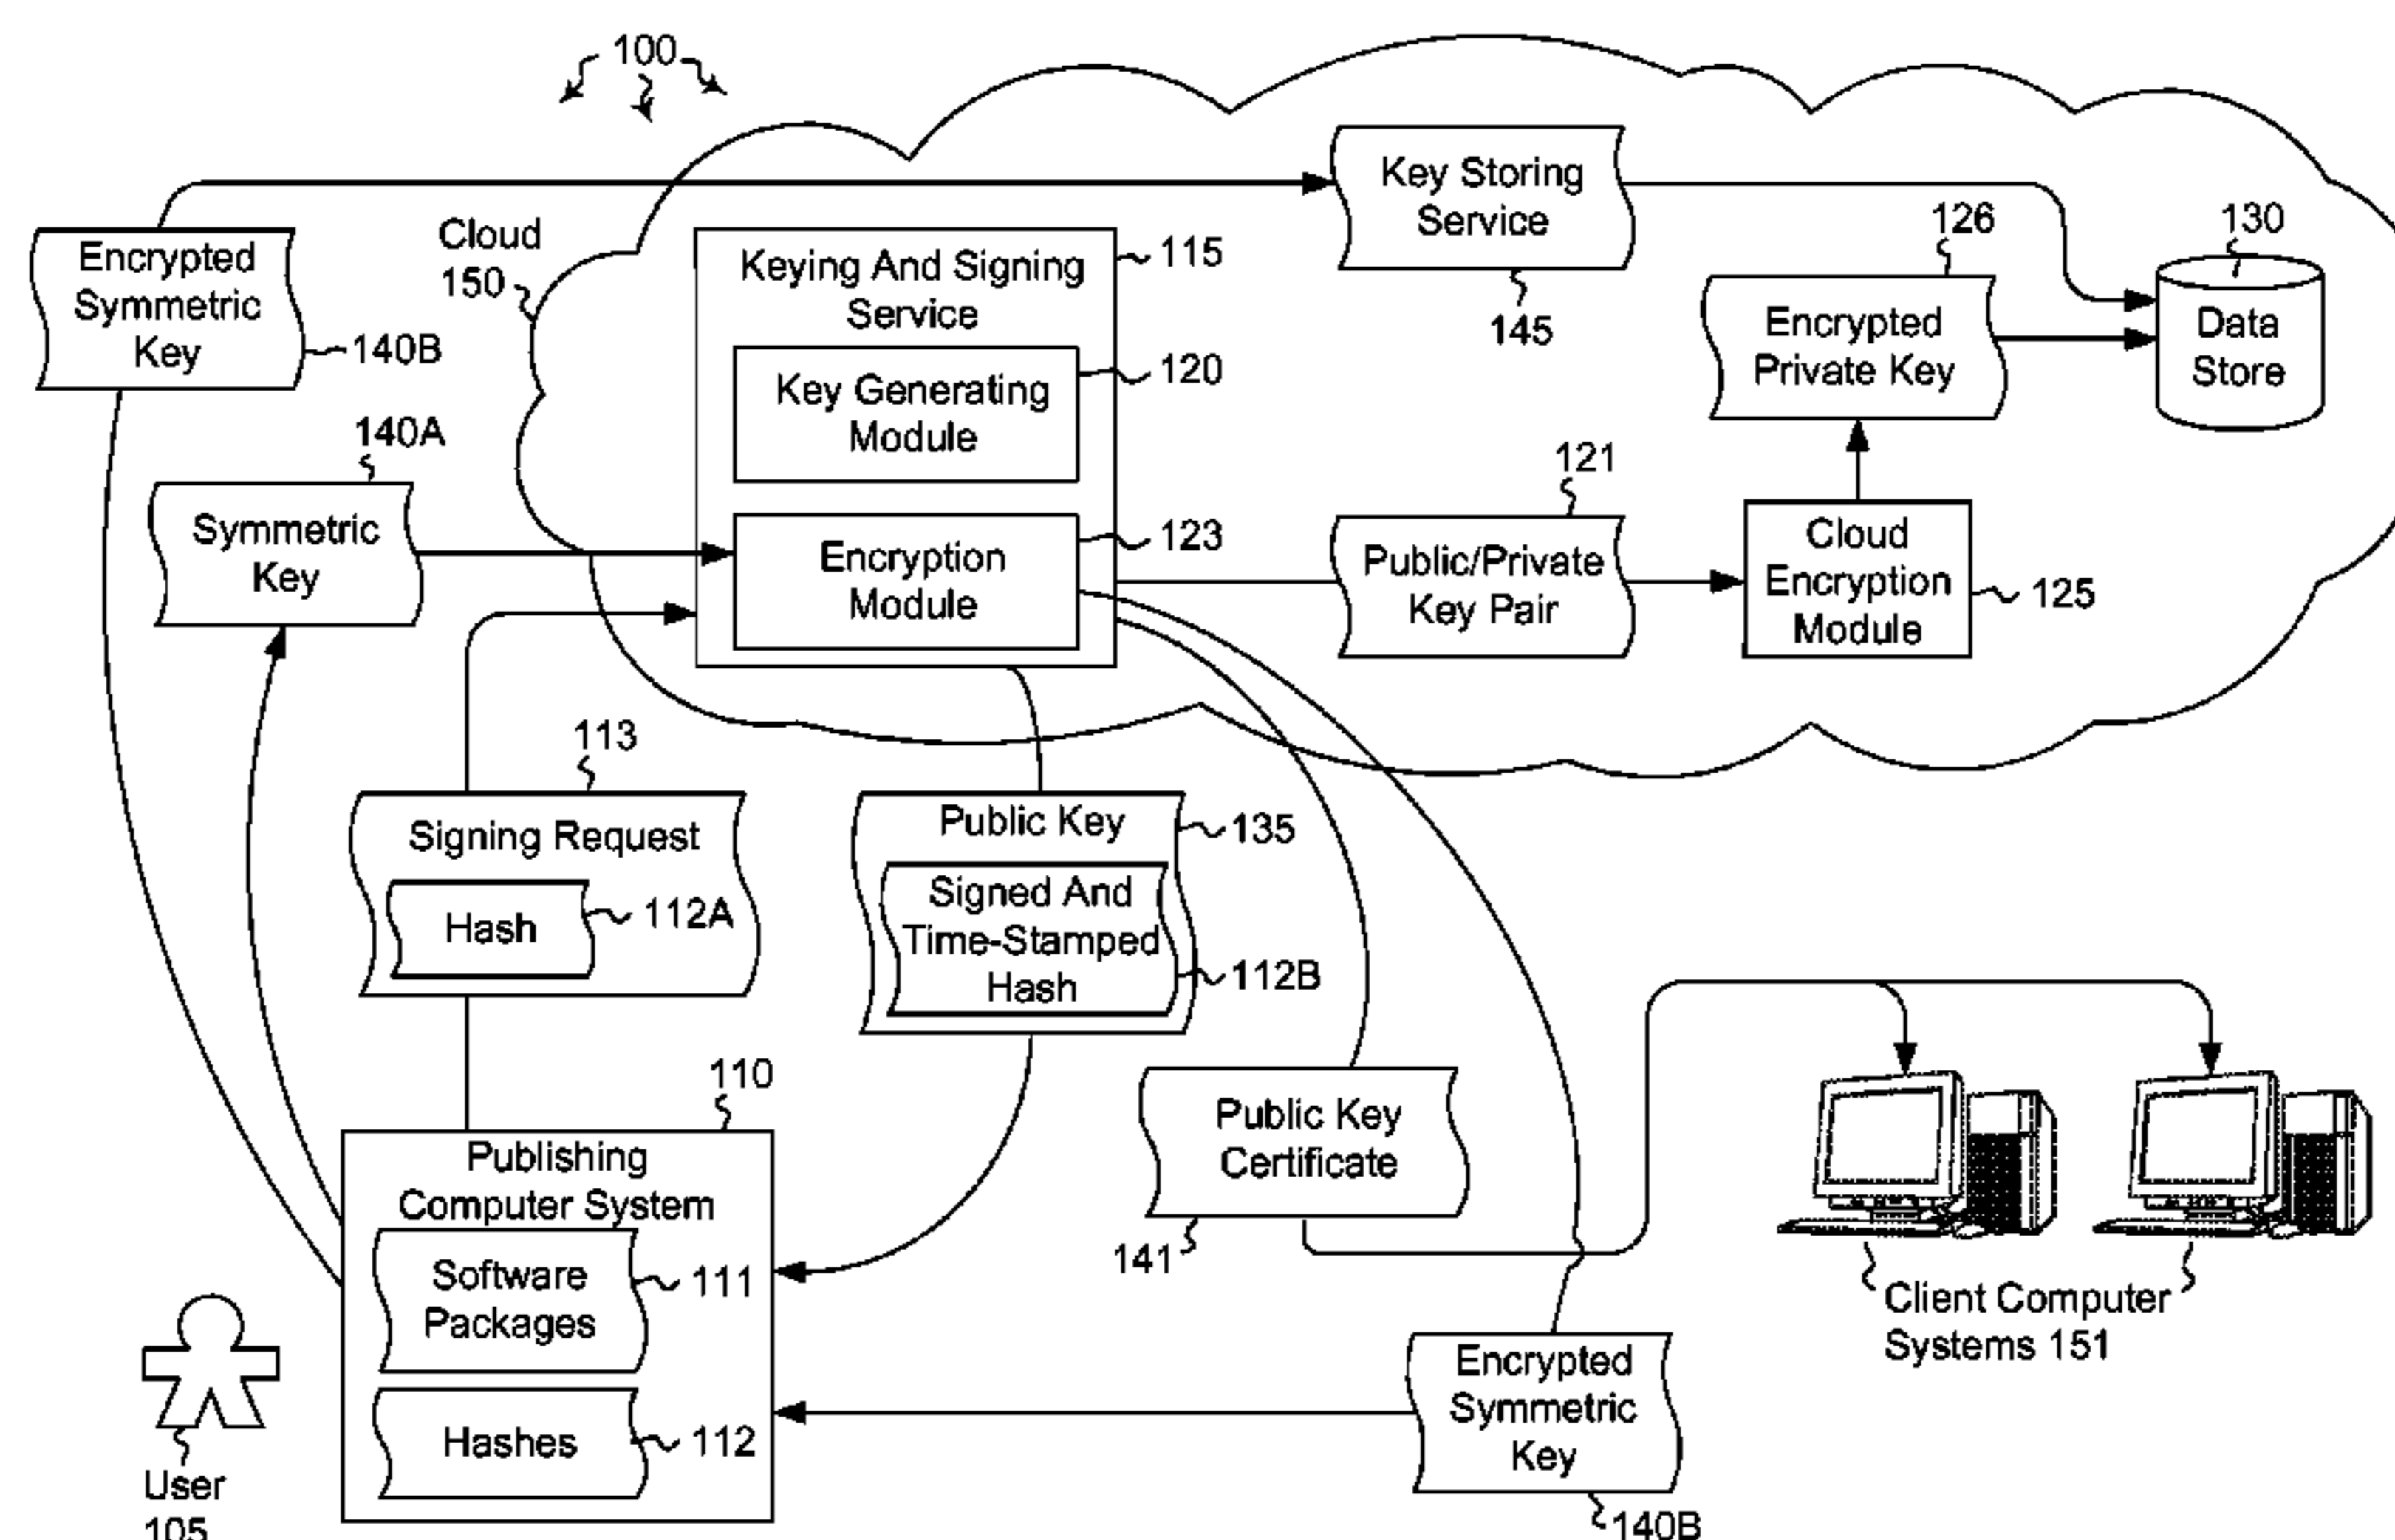 100
Key Storing
Service
145
Encrypted
Symmetric
Key
140B
Cloud
150
Keying And Signing
Service
115
Key Generating
Module
120
Encryption
Module
123
126
Encrypted
Private Key
130
Data
Store
140A
Symmetric
Key
121
Public/Private
Key Pair
Cloud
Encryption
Module
125
113
Signing Request
Hash
112A
Public Key
135
Signed And
Time-Stamped
Hash
112B
110
Publishing
Computer System
Software
Packages
111
Hashes
112
Public Key
Certificate
141
Client Computer
Systems 151
Encrypted
Symmetric
Key
140B
User
105